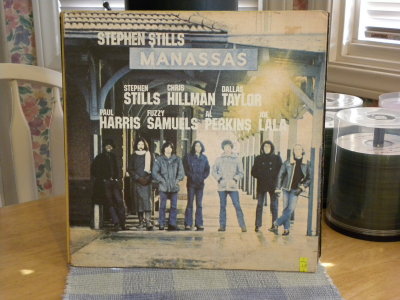 STEPHEN STILLS
MANASSAS
STEPHEN STILLS CHRIS HILLMAN DALLAS TAYLOR
PAUL HARRIS FUZZY SAMUELS AL PERKINS JOE LALA